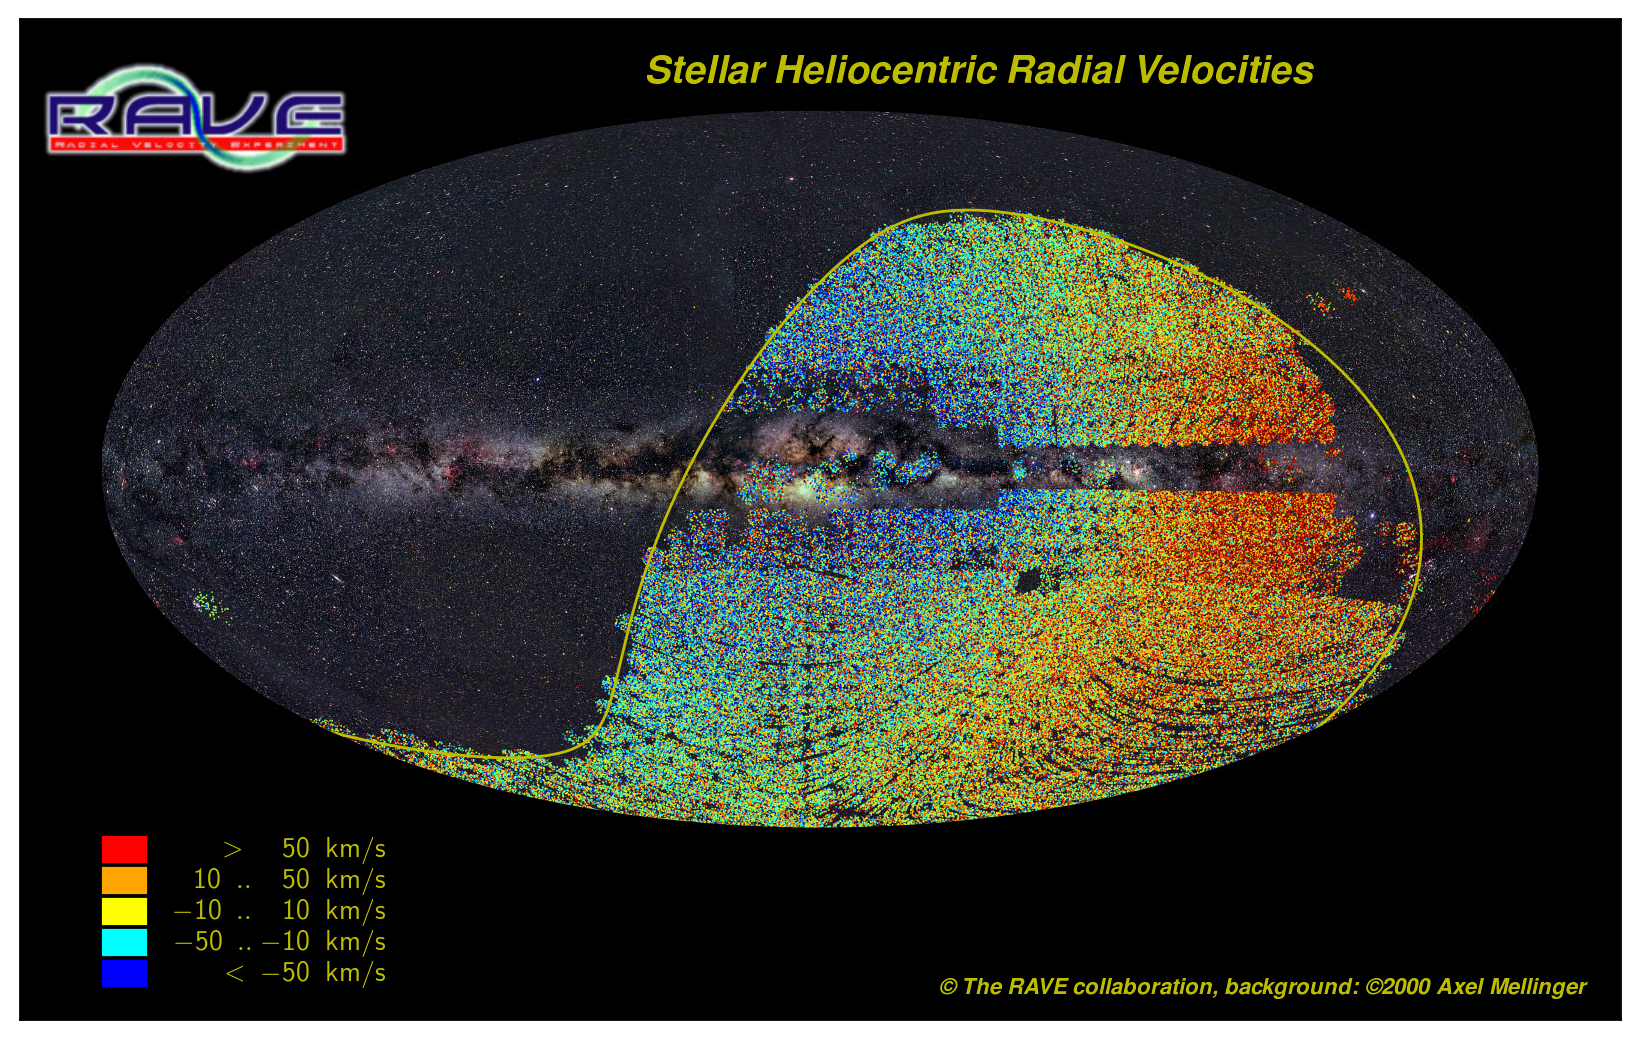 Stellar Heliocentric Radial Velocities
RAVE
RADIAL VELOCITY EXPERIMENT
> 50 km/s
10 .. 50 km/s
−10 .. 10 km/s
−50 .. −10 km/s
< −50 km/s
© The RAVE collaboration, background: ©2000 Axel Mellinger